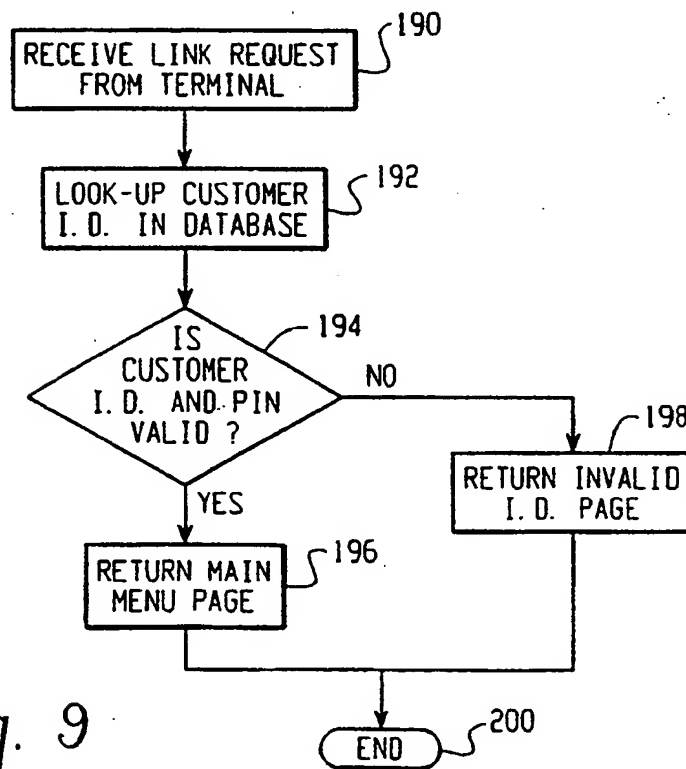 190
RECEIVE LINK REQUEST
FROM TERMINAL
192
LOOK-UP CUSTOMER
I.D. IN DATABASE
194
IS
CUSTOMER
I.D. AND PIN
VALID ?
NO
198
RETURN INVALID
I.D. PAGE
YES
196
RETURN MAIN
MENU PAGE
9
200
END